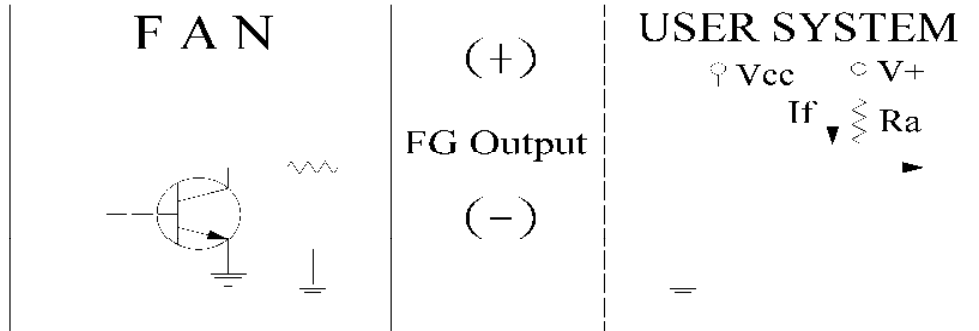 F A N
(+)
FG Output
(-)
USER SYSTEM
Vcc
V+
If
Ra